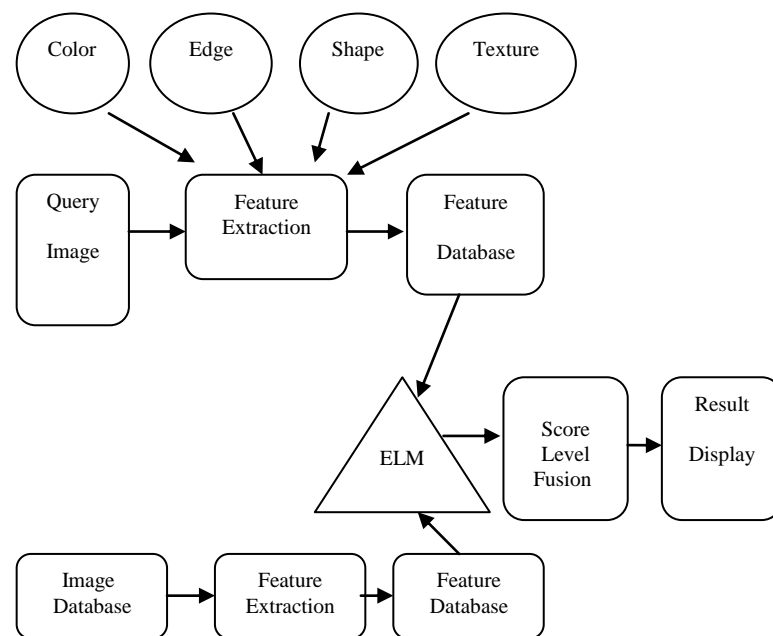 Color
Edge
Shape
Texture
Query
Image
Feature
Extraction
Feature
Database
ELM
Score
Level
Fusion
Result
Display
Image
Database
Feature
Extraction
Feature
Database